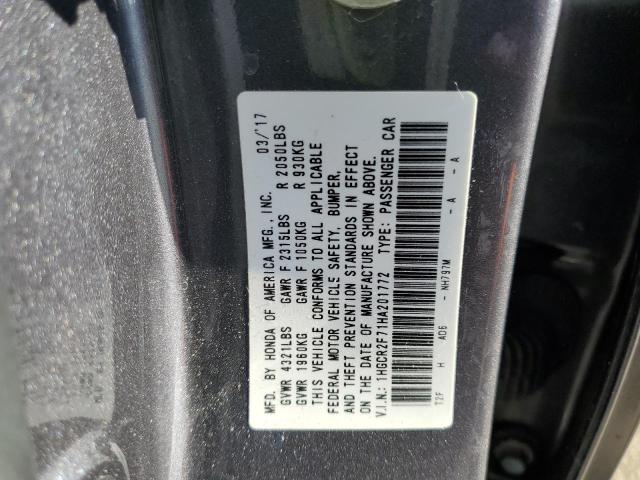 MFD. BY HONDA OF AMERICA MFG., INC. 03/'17
GVWR 4321LBS GAWR F 2315LBS R 2050LBS
GVWR 1960KG GAWR F 1050KG R 930KG
THIS VEHICLE CONFORMS TO ALL APPLICABLE
FEDERAL MOTOR VEHICLE SAFETY, BUMPER,
AND THEFT PREVENTION STANDARDS IN EFFECT
ON THE DATE OF MANUFACTURE SHOWN ABOVE.
V.I.N.: 1HGCR2F71HA201772 TYPE: PASSENGER CAR
T2F H AD6 - NH797M - A - A